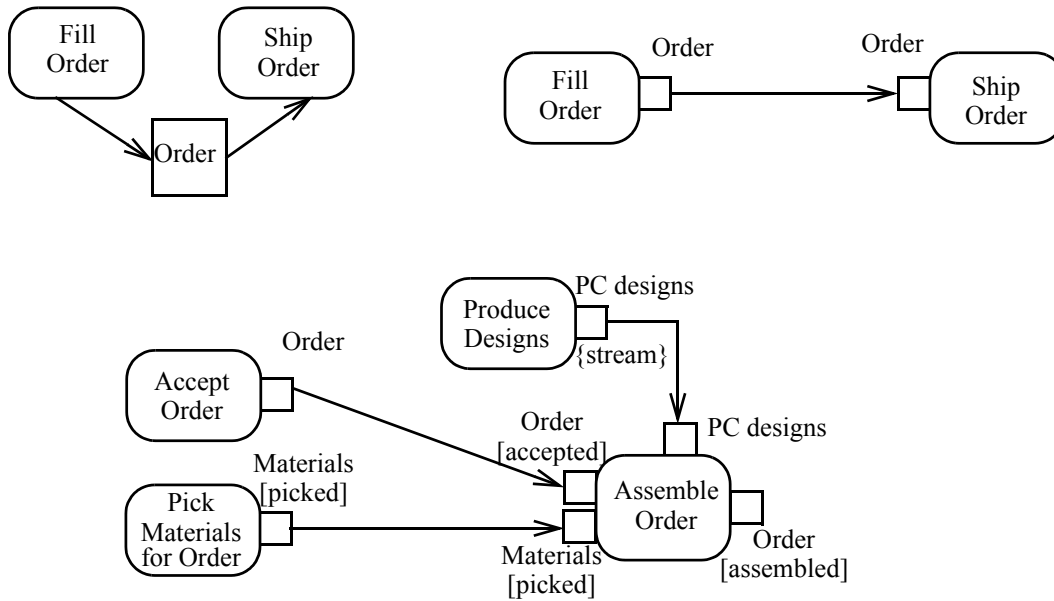 Fill
Order
Ship
Order
Order
Order
Order
Fill
Order
Ship
Order
PC designs
Produce
Designs
{stream}
Order
Accept
Order
Order
[accepted]
PC designs
Materials
[picked]
Assemble
Order
Pick
Materials
for Order
Materials
[picked]
Order
[assembled]